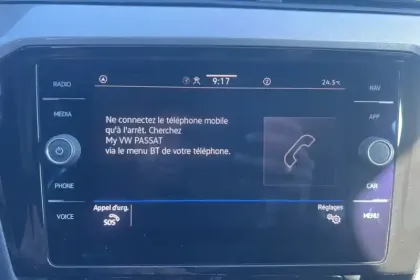 9:17
24.5°C
RADIO
MEDIA
PHONE
VOICE
Ne connectez le téléphone mobile
qu'à l'arrêt. Cherchez
My VW PASSAT
via le menu BT de votre téléphone.
Appel d'urg.
SOS
Réglages
NAV
APP
CAR
MENU